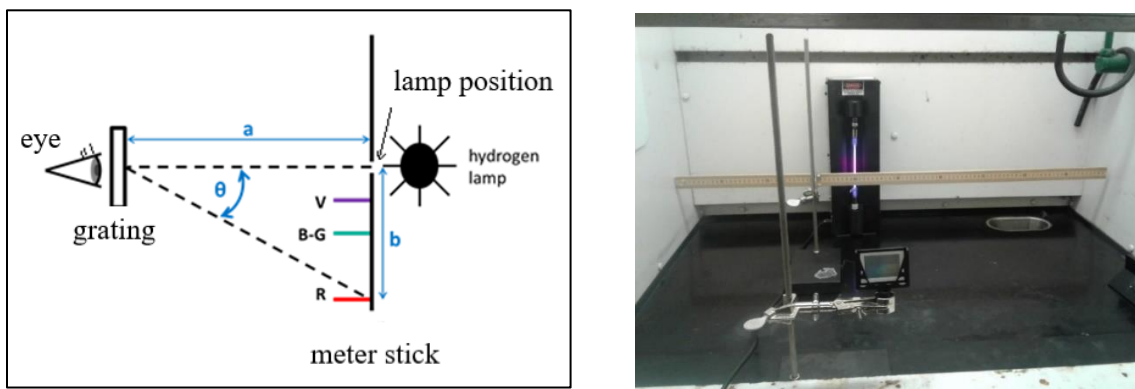 lamp position
eye
a
hydrogen
lamp
θ
V
grating
B-G
b
R
meter stick